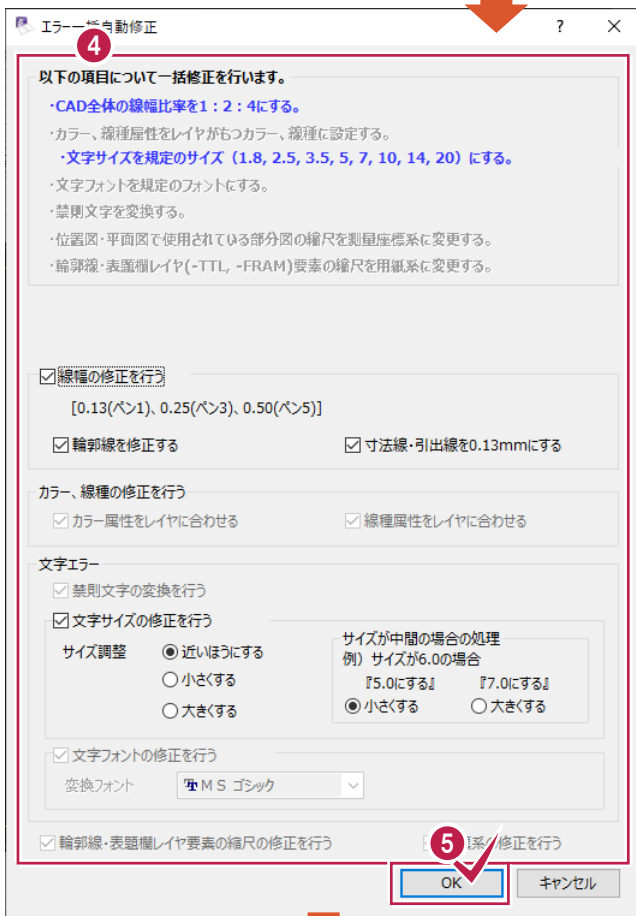 エラー一括自動修正
4
以下の項目について一括修正を行います。
・CAD全体の線幅比率を1：2：4にする。
・カラー、線種属性をレイヤがもつカラー、線種に設定する。
・文字サイズを規定のサイズ（1.8, 2.5, 3.5, 5, 7, 10, 14, 20）にする。
・文字フォントを規定のフォントにする。
・禁則文字を変換する。
・位置図・平面図で使用されている部分図の縮尺を測量座標系に変更する。
・輪郭線・表題欄レイヤ(-TTL, -FRAM)要素の縮尺を用紙系に変更する。
線幅の修正を行う
[0.13(ペン1)、0.25(ペン3)、0.50(ペン5)]
輪郭線を修正する 寸法線・引出線を0.13mmにする
カラー、線種の修正を行う
カラー属性をレイヤに合わせる 線種属性をレイヤに合わせる
文字エラー
禁則文字の変換を行う
文字サイズの修正を行う
サイズ調整 近いほうにする
小さくする
大きくする
サイズが中間の場合の処理
例）サイズが6.0の場合
『5.0にする』 『7.0にする』
小さくする 大きくする
文字フォントの修正を行う
変換フォント ＭＳ ゴシック
輪郭線・表題欄レイヤ要素の縮尺の修正を行う 系の修正を行う
5
OK キャンセル